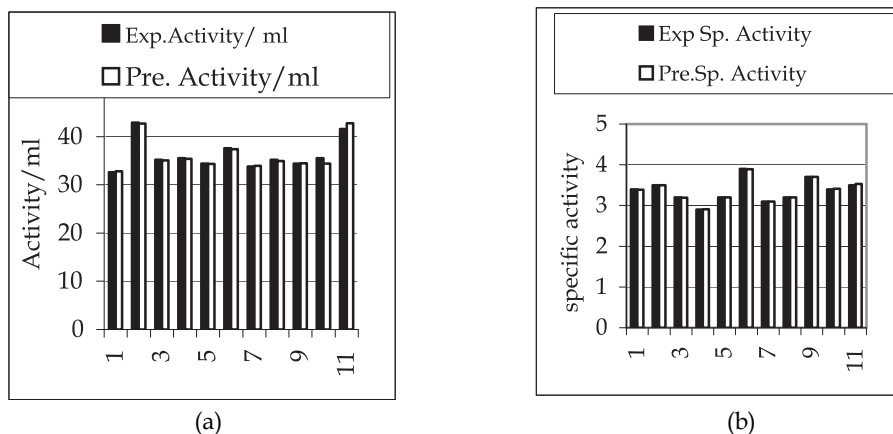 Exp.Activity/ ml
Pre. Activity/ml
Activity/ml
40
30
20
10
0
1
3
5
7
9
11
(a)
Exp Sp. Activity
Pre.Sp. Activity
specific activity
5
4
3
2
1
0
1
3
5
7
9
11
(b)